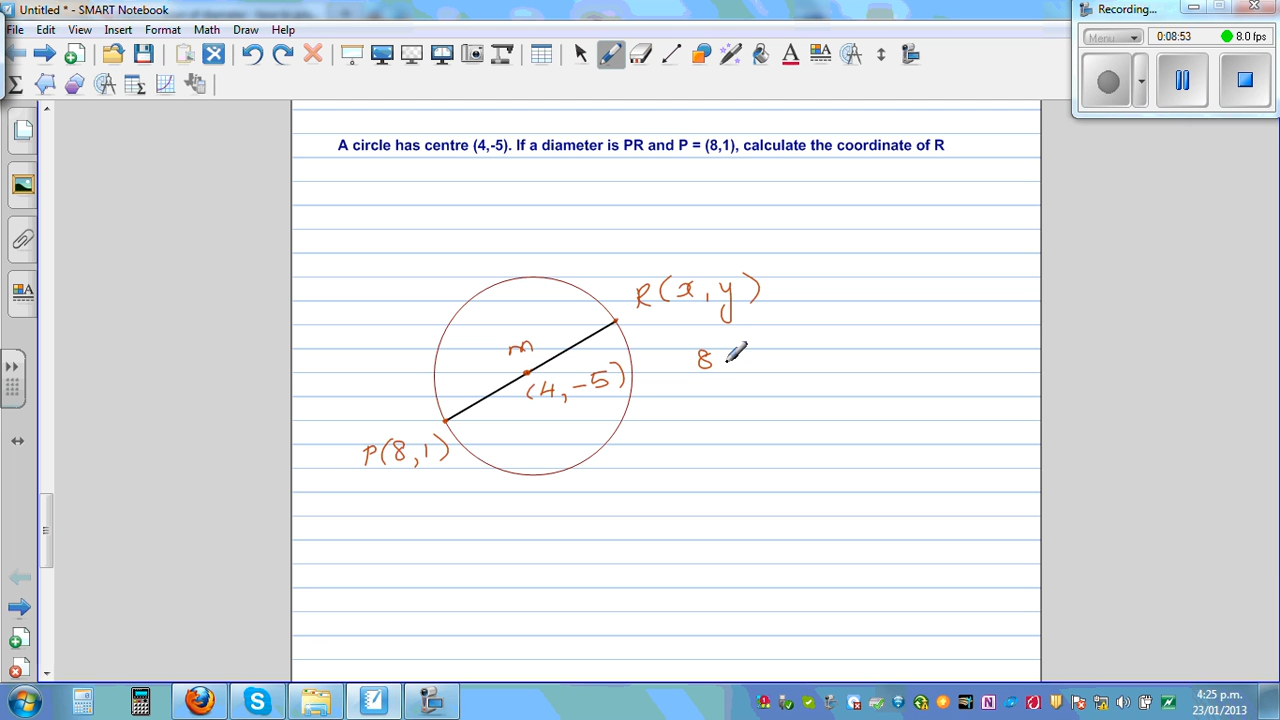 Untitled * - SMART Notebook
File Edit View Insert Format Math Draw Help
Recording...
Menu
0:08:53
8.0 fps
A circle has centre (4,-5). If a diameter is PR and P = (8,1), calculate the coordinate of R
R(x, y)
m
8
(4, -5)
P(8, 1)
4:25 p.m.
23/01/2013